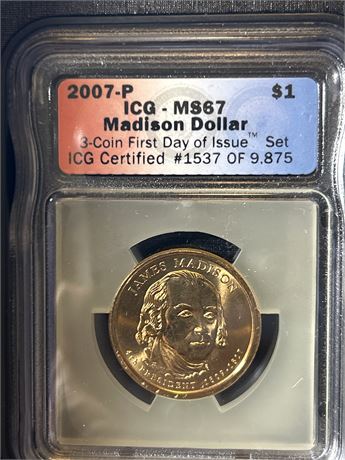 2007-P $1
ICG - MS67
Madison Dollar
3-Coin First Day of Issue™ Set
ICG Certified #1537 OF 9,875
JAMES MADISON
4th PRESIDENT 1809-1817